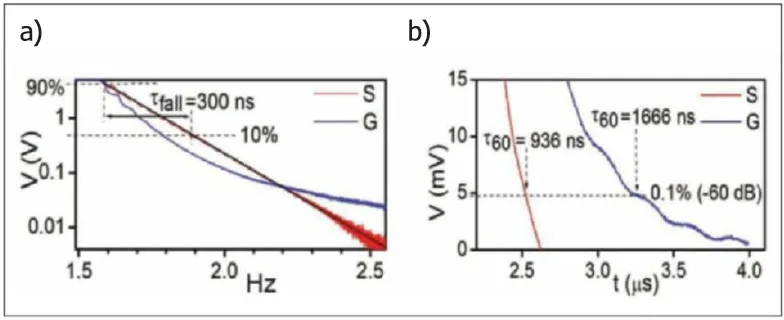 a)
90%
1
0.1
0.01
V (V)
τfall=300 ns
10%
S
G
1.5 2.0 2.5
Hz
b)
15
10
5
0
V (mV)
S
G
τ60=1666 ns
τ60 = 936 ns
0.1% (-60 dB)
2.5 3.0 3.5 4.0
t (μs)